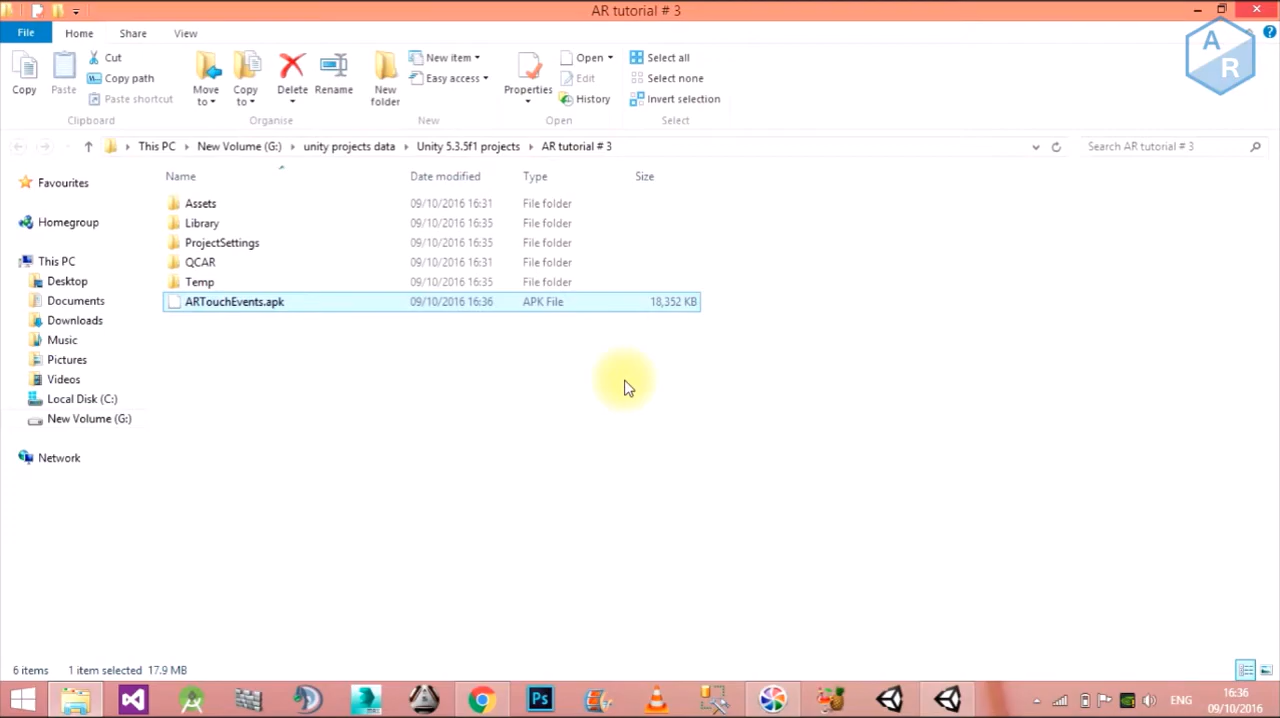 AR tutorial # 3
File Home Share View
A
R
Copy
Paste
Cut
Copy path
Paste shortcut
Clipboard
Move to
Copy to
Delete
Rename
Organise
New folder
New item
Easy access
New
Properties
Open
Edit
History
Open
Select all
Select none
Invert selection
Select
This PC New Volume (G:) unity projects data Unity 5.3.5f1 projects AR tutorial # 3
Search AR tutorial # 3
Name Date modified Type Size
Assets 09/10/2016 16:31 File folder
Library 09/10/2016 16:35 File folder
ProjectSettings 09/10/2016 16:35 File folder
QCAR 09/10/2016 16:31 File folder
Temp 09/10/2016 16:35 File folder
ARTouchEvents.apk 09/10/2016 16:36 APK File 18,352 KB
Favourites
Homegroup
This PC
Desktop
Documents
Downloads
Music
Pictures
Videos
Local Disk (C:)
New Volume (G:)
Network
6 items 1 item selected 17.9 MB
Ps
ENG
16:36
09/10/2016